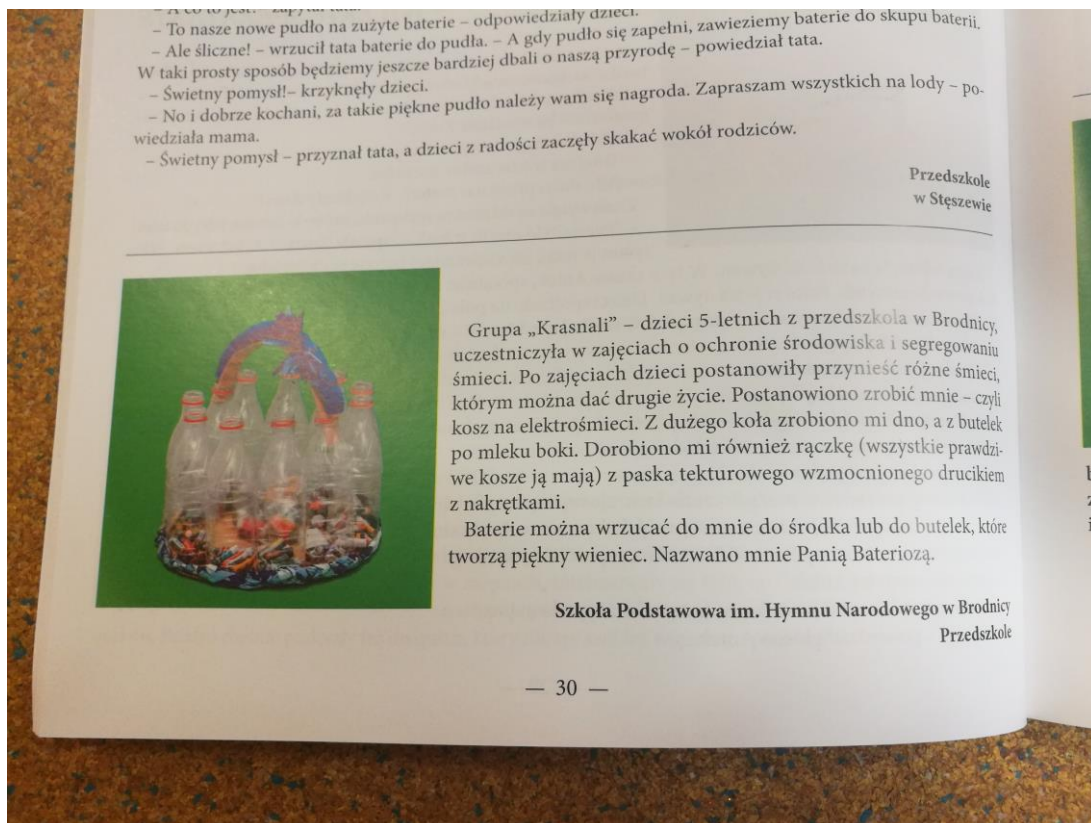 – A co to jest? – zapytał tata.
– To nasze nowe pudło na zużyte baterie – odpowiedziały dzieci.
– Ale śliczne! – wrzucił tata baterie do pudła. – A gdy pudło się zapełni, zawieziemy baterie do skupu baterii.
W taki prosty sposób będziemy jeszcze bardziej dbali o naszą przyrodę – powiedział tata.
– Świetny pomysł!– krzyknęły dzieci.
– No i dobrze kochani, za takie piękne pudło należy wam się nagroda. Zapraszam wszystkich na lody – po-
wiedziała mama.
– Świetny pomysł – przyznał tata, a dzieci z radości zaczęły skakać wokół rodziców.
Przedszkole
w Stęszewie
Grupa „Krasnali” – dzieci 5-letnich z przedszkola w Brodnicy,
uczestniczyła w zajęciach o ochronie środowiska i segregowaniu
śmieci. Po zajęciach dzieci postanowiły przynieść różne śmieci,
którym można dać drugie życie. Postanowiono zrobić mnie – czyli
kosz na elektrośmieci. Z dużego koła zrobiono mi dno, a z butelek
po mleku boki. Dorobiono mi również rączkę (wszystkie prawdzi-
we kosze ją mają) z paska tekturowego wzmocnionego drucikiem
z nakrętkami.
Baterie można wrzucać do mnie do środka lub do butelek, które
tworzą piękny wieniec. Nazwano mnie Panią Bateriozą.
Szkoła Podstawowa im. Hymnu Narodowego w Brodnicy
Przedszkole
— 30 —